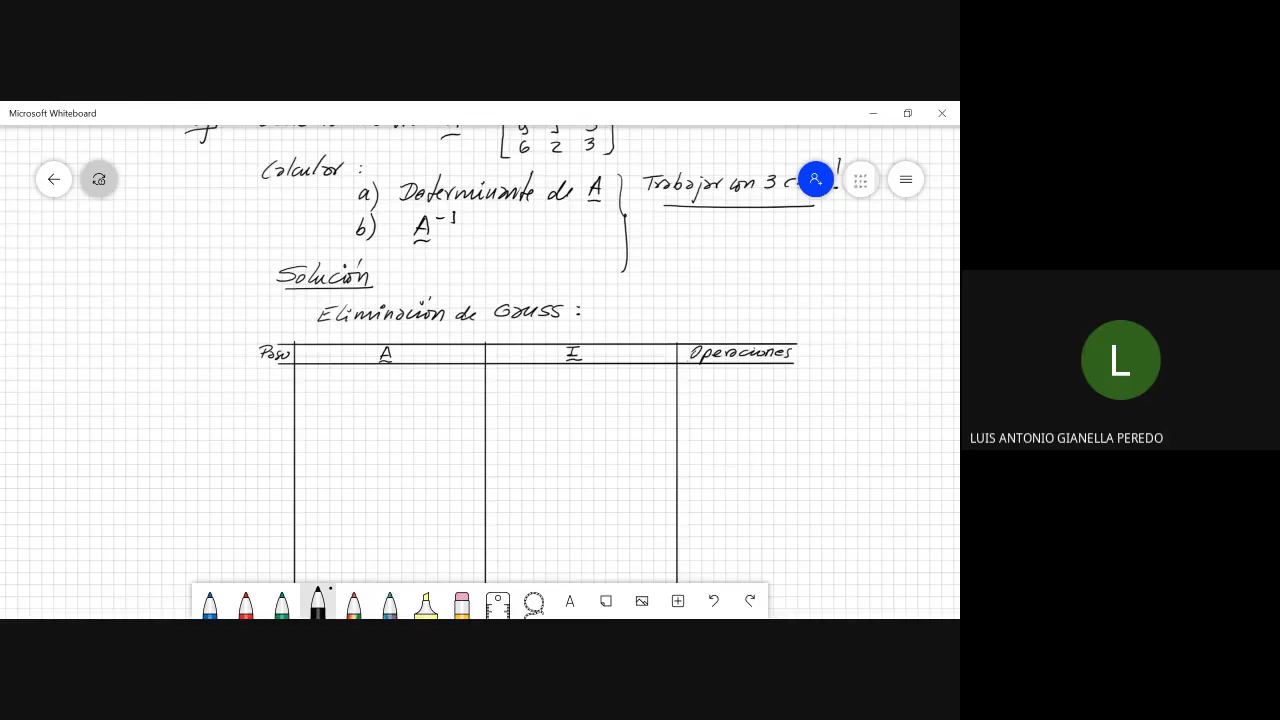 Microsoft Whiteboard
6 2 3
Calcular :
a) Determinante de A
b) A⁻¹
Trabajar con 3 c
Solución
Eliminación de Gauss :
Paso A I Operaciones
L
LUIS ANTONIO GIANELLA PEREDO